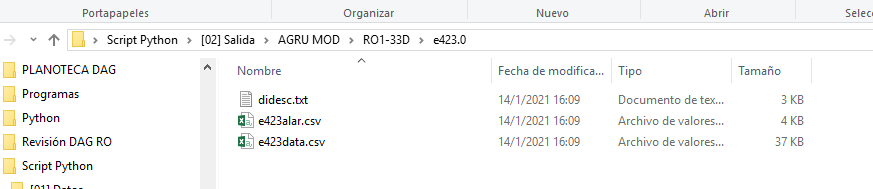 Portapapeles Organizar Nuevo Abrir Selec
Script Python > [02] Salida > AGRU MOD > RO1-33D > e423.0
PLANOTECA DAG
Programas
Python
Revisión DAG RO
Script Python
[01] Datos
Nombre Fecha de modifica... Tipo Tamaño
didesc.txt 14/1/2021 16:09 Documento de tex... 3 KB
e423alar.csv 14/1/2021 16:09 Archivo de valores... 4 KB
e423data.csv 14/1/2021 16:09 Archivo de valores... 37 KB